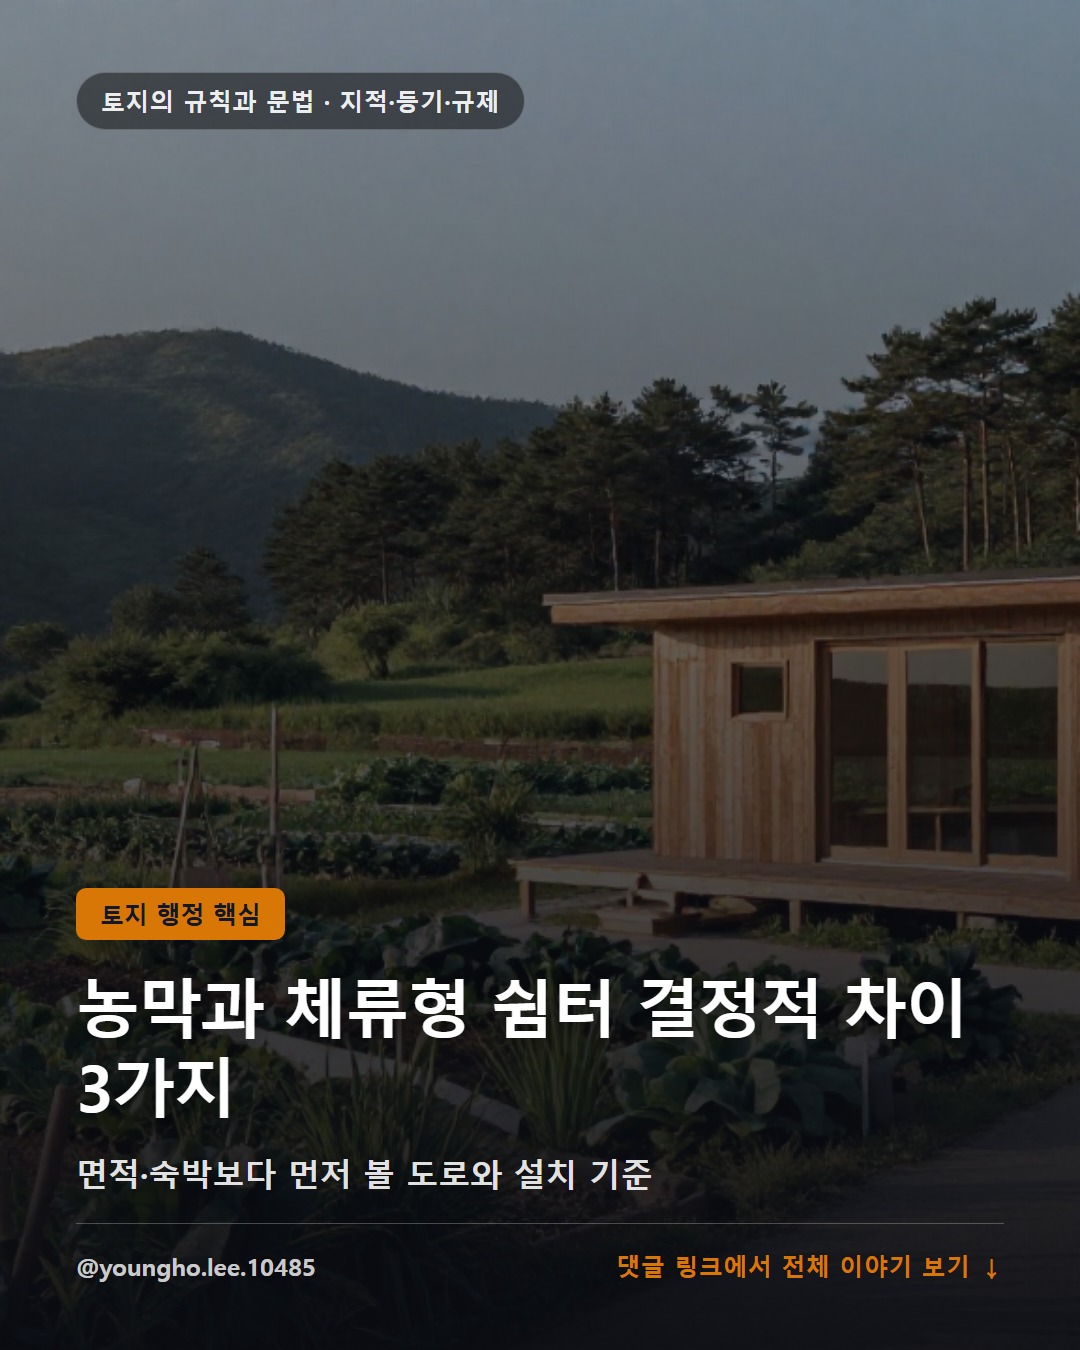 토지의 규칙과 문법 · 지적·등기·규제
토지 행정 핵심
농막과 체류형 쉼터 결정적 차이
3가지
면적·숙박보다 먼저 볼 도로와 설치 기준
@youngho.lee.10485
댓글 링크에서 전체 이야기 보기 ↓